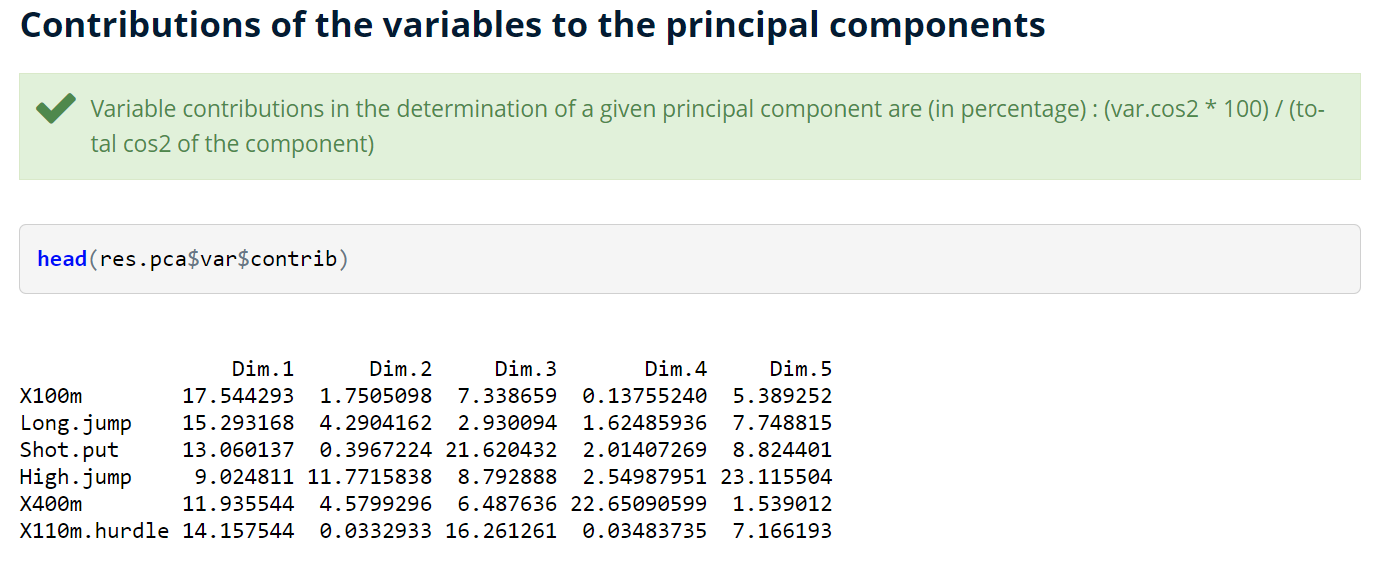 Contributions of the variables to the principal components
Variable contributions in the determination of a given principal component are (in percentage) : (var.cos2 * 100) / (to-
tal cos2 of the component)
head(res.pca$var$contrib)
Dim.1 Dim.2 Dim.3 Dim.4 Dim.5
X100m 17.544293 1.7505098 7.338659 0.13755240 5.389252
Long.jump 15.293168 4.2904162 2.930094 1.62485936 7.748815
Shot.put 13.060137 0.3967224 21.620432 2.01407269 8.824401
High.jump 9.024811 11.7715838 8.792888 2.54987951 23.115504
X400m 11.935544 4.5799296 6.487636 22.65090599 1.539012
X110m.hurdle 14.157544 0.0332933 16.261261 0.03483735 7.166193